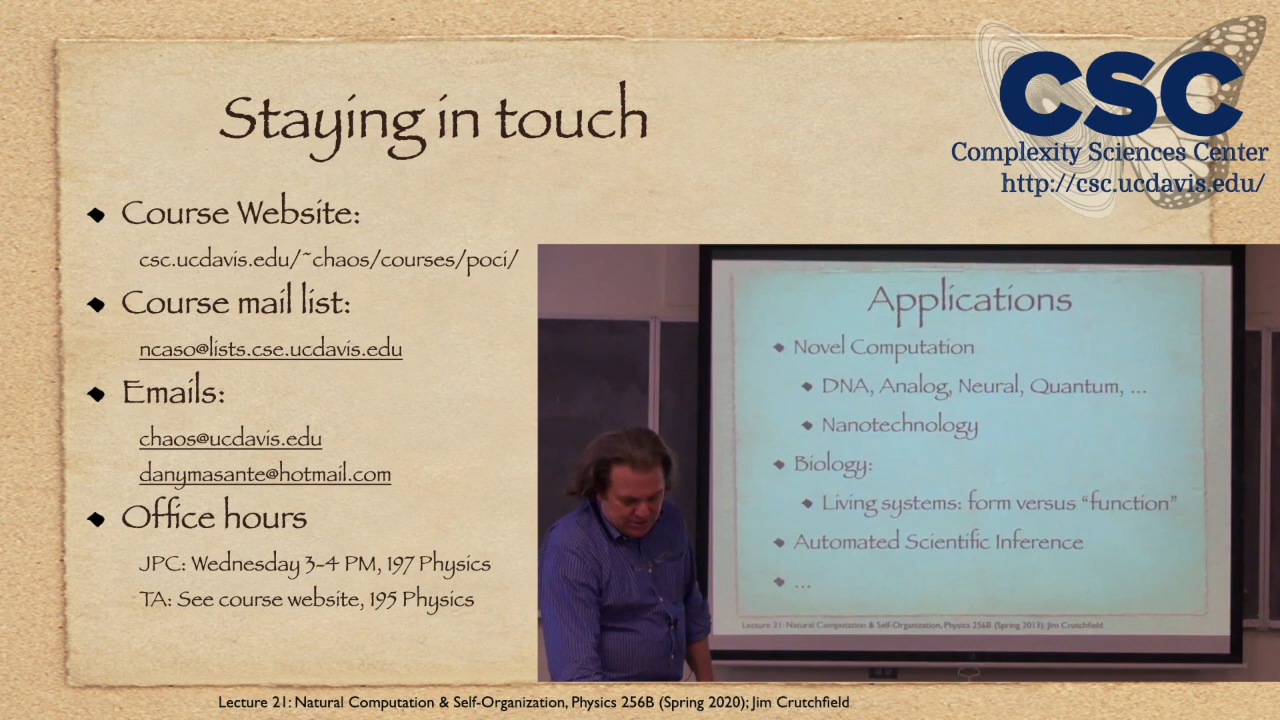 Staying in touch
CSC
Complexity Sciences Center
http://csc.ucdavis.edu/
Course Website:
csc.ucdavis.edu/~chaos/courses/poci/
Course mail list:
ncaso@lists.cse.ucdavis.edu
Emails:
chaos@ucdavis.edu
danymasante@hotmail.com
Office hours
JPC: Wednesday 3-4 PM, 197 Physics
TA: See course website, 195 Physics
Applications
Novel Computation
DNA, Analog, Neural, Quantum, ...
Nanotechnology
Biology:
Living systems: form versus “function”
Automated Scientific Inference
...
Lecture 21: Natural Computation & Self-Organization, Physics 256B (Spring 2013); Jim Crutchfield
Lecture 21: Natural Computation & Self-Organization, Physics 256B (Spring 2020); Jim Crutchfield